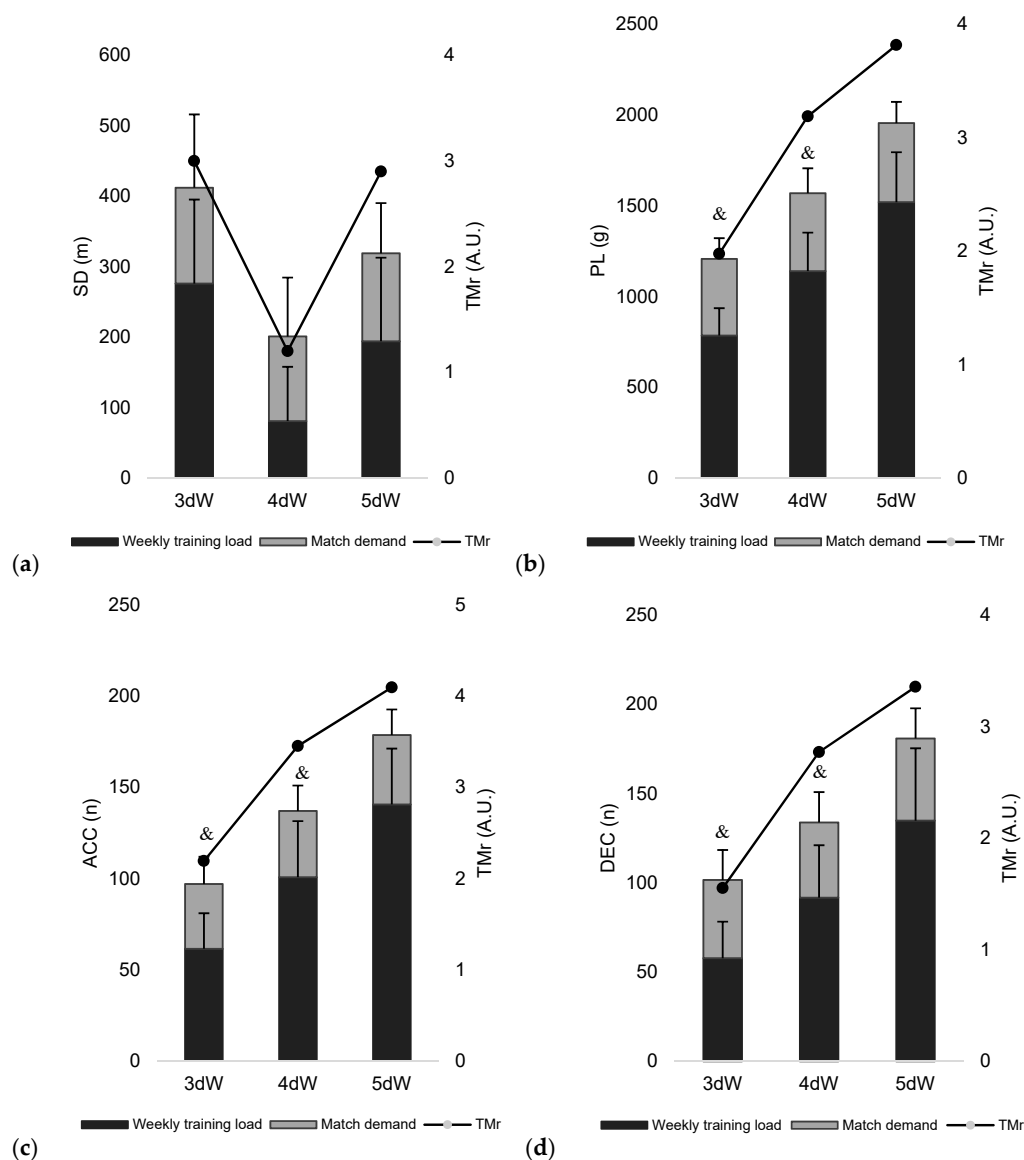 600
500
400
300
200
100
0
SD (m)
4
3
2
1
0
TMr (A.U.)
3dW 4dW 5dW
Weekly training load Match demand TMr
(a)
2500
2000
1500
1000
500
0
PL (g)
4
3
2
1
0
TMr (A.U.)
&
&
3dW 4dW 5dW
Weekly training load Match demand TMr
(b)
250
200
150
100
50
0
ACC (n)
5
4
3
2
1
0
TMr (A.U.)
&
&
3dW 4dW 5dW
Weekly training load Match demand TMr
(c)
250
200
150
100
50
0
DEC (n)
4
3
2
1
0
TMr (A.U.)
&
&
3dW 4dW 5dW
Weekly training load Match demand TMr
(d)